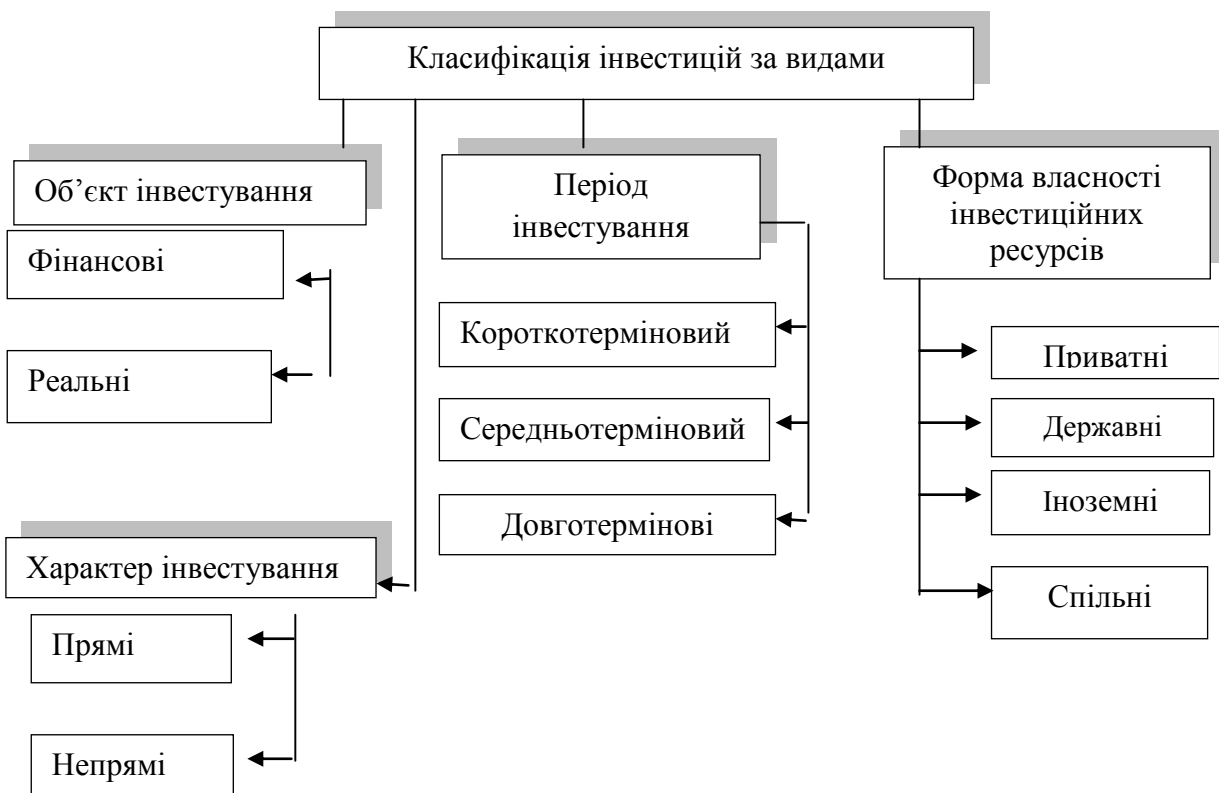 Класифікація інвестицій за видами
Об’єкт інвестування
Фінансові
Реальні
Характер інвестування
Прямі
Непрямі
Період
інвестування
Короткотерміновий
Середньотерміновий
Довготермінові
Форма власності
інвестиційних
ресурсів
Приватні
Державні
Іноземні
Спільні